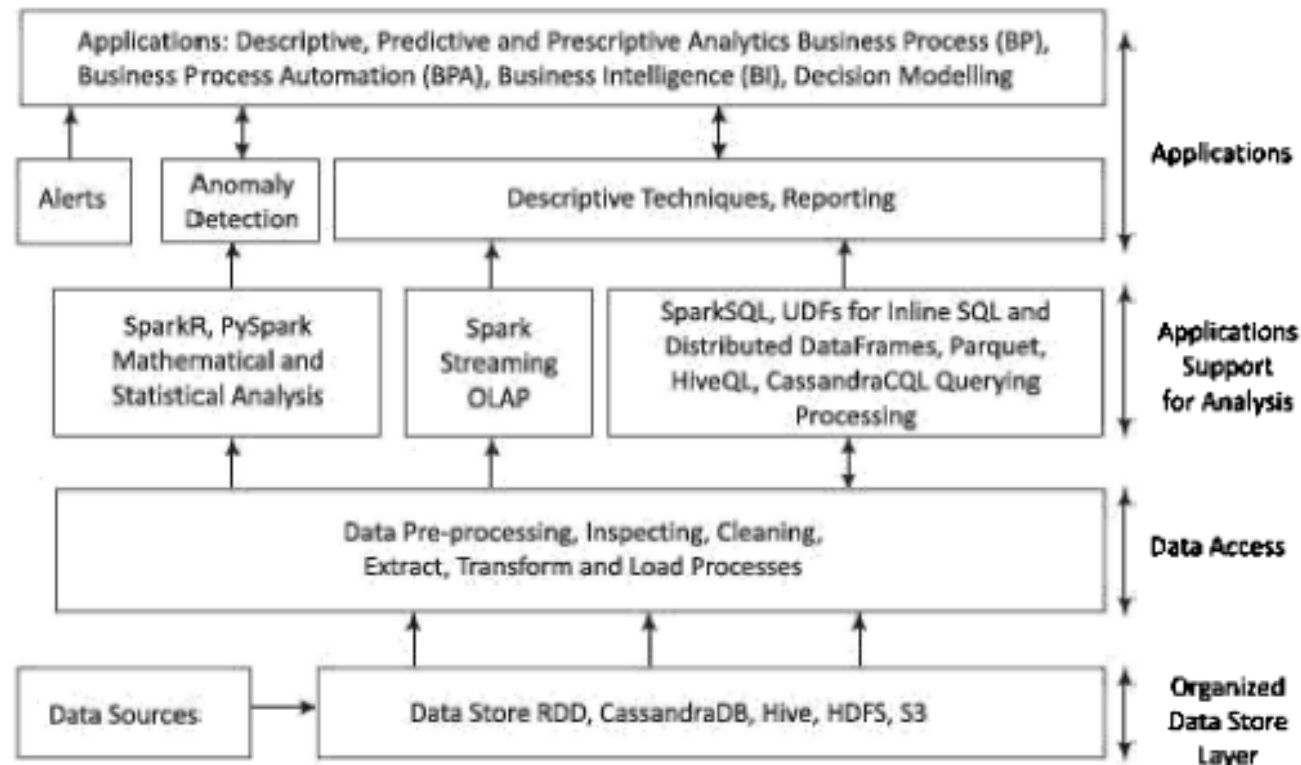 Applications: Descriptive, Predictive and Prescriptive Analytics Business Process (BP),
Business Process Automation (BPA), Business Intelligence (BI), Decision Modelling
Applications
Alerts
Anomaly
Detection
Descriptive Techniques, Reporting
SparkR, PySpark
Mathematical and
Statistical Analysis
Spark
Streaming
OLAP
SparkSQL, UDFs for Inline SQL and
Distributed DataFrames, Parquet,
HiveQL, CassandraCQL Querying
Processing
Applications
Support
for Analysis
Data Pre-processing, Inspecting, Cleaning,
Extract, Transform and Load Processes
Data Access
Data Sources
Data Store RDD, CassandraDB, Hive, HDFS, S3
Organized
Data Store
Layer